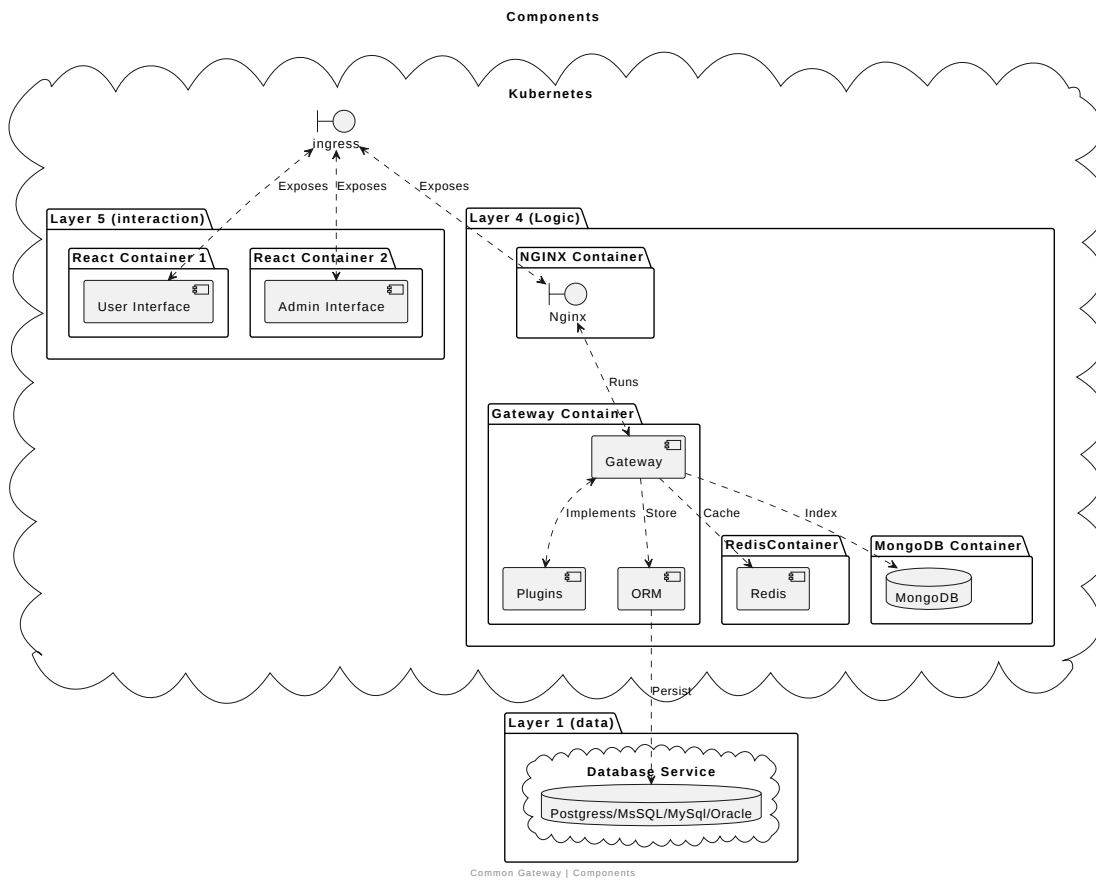 Components
Kubernetes
ingress
Exposes
Exposes
Exposes
Layer 5 (interaction)
Layer 4 (Logic)
React Container 1
React Container 2
NGINX Container
User Interface
Admin Interface
Nginx
Runs
Gateway Container
Gateway
Implements
Store
Cache
Index
RedisContainer
MongoDB Container
Plugins
ORM
Redis
MongoDB
Persist
Layer 1 (data)
Database Service
Postgress/MsSQL/MySql/Oracle
Common Gateway | Components